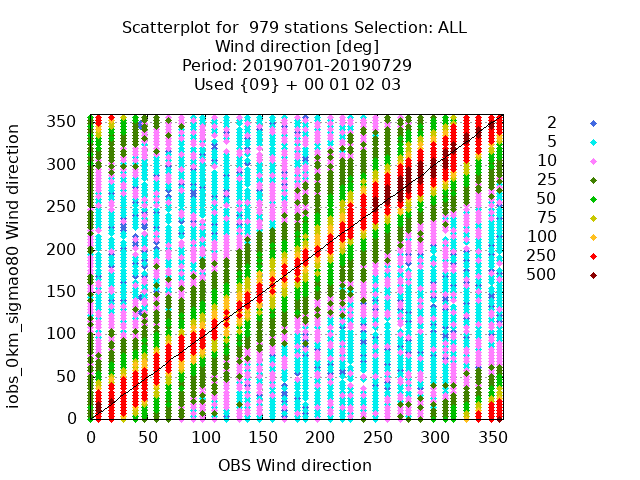 Scatterplot for  979 stations Selection: ALL
Wind direction [deg]
Period: 20190701-20190729
Used {09} + 00 01 02 03
iobs_0km_sigmao80 Wind direction
350
300
250
200
150
100
50
0
0 50 100 150 200 250 300 350
OBS Wind direction
2
5
10
25
50
75
100
250
500